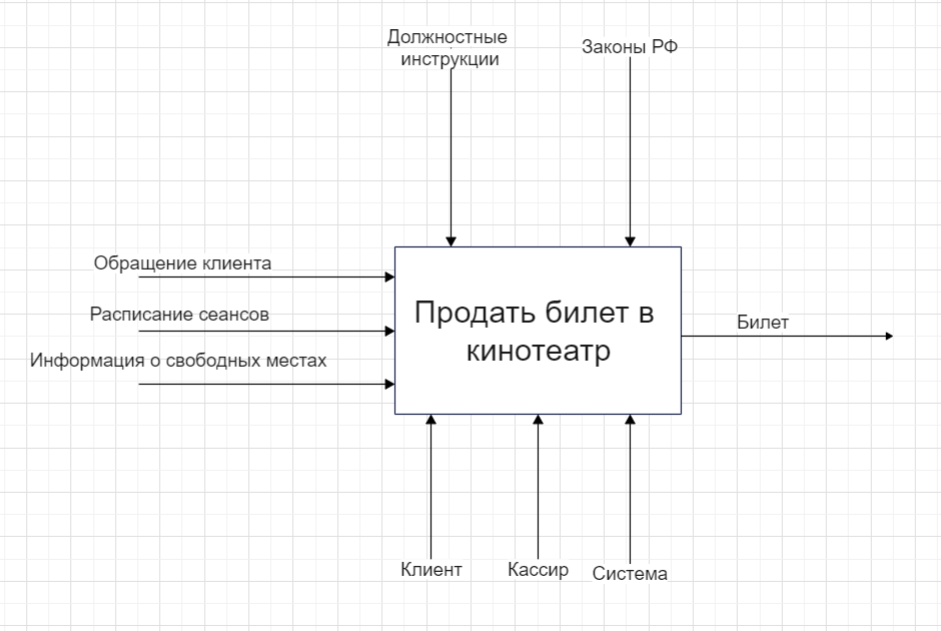 Должностные
инструкции
Законы РФ
Обращение клиента
Расписание сеансов
Информация о свободных местах
Продать билет в
кинотеатр
Билет
Клиент
Кассир
Система